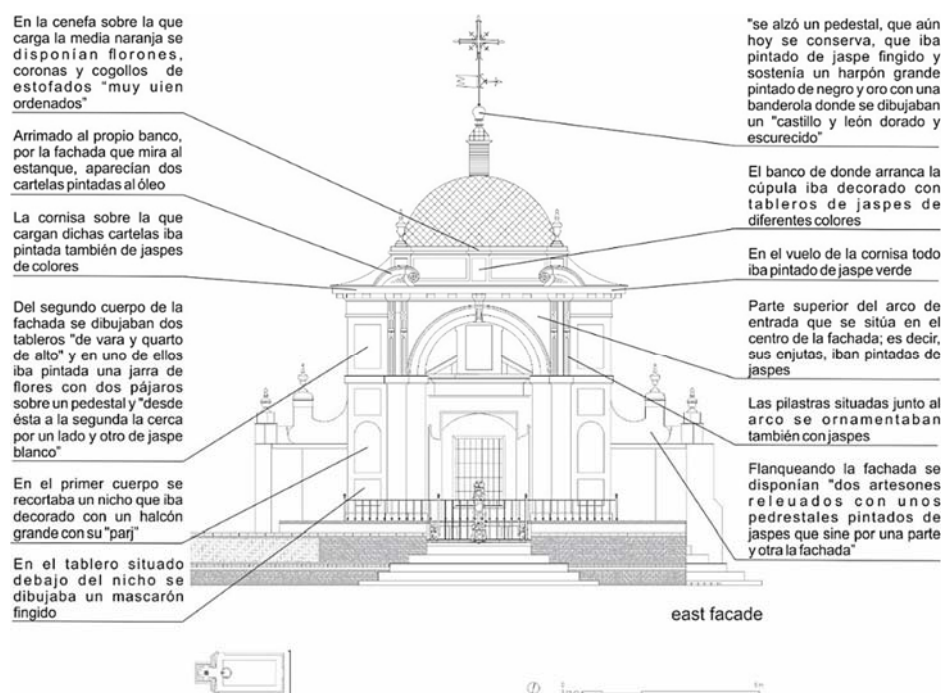 En la cenefa sobre la que
carga la media naranja se
disponían florones,
coronas y cogollos de
estofados "muy uien
ordenados"
Arrimado al propio banco,
por la fachada que mira al
estanque, aparecían dos
cartelas pintadas al óleo
La cornisa sobre la que
cargan dichas cartelas iba
pintada también de jaspes
de colores
Del segundo cuerpo de la
fachada se dibujaban dos
tableros "de vara y quarto
de alto" y en uno de ellos
iba pintada una jarra de
flores con dos pájaros
sobre un pedestal y "desde
ésta a la segunda la cerca
por un lado y otro de jaspe
blanco"
En el primer cuerpo se
recortaba un nicho que iba
decorado con un halcón
grande con su "parj"
En el tablero situado
debajo del nicho se
dibujaba un mascarón
fingido
"se alzó un pedestal, que aún
hoy se conserva, que iba
pintado de jaspe fingido y
sostenía un harpón grande
pintado de negro y oro con una
banderola donde se dibujaban
un "castillo y león dorado y
escurecido"
El banco de donde arranca la
cúpula iba decorado con
tableros de jaspes de
diferentes colores
En el vuelo de la cornisa todo
iba pintado de jaspe verde
Parte superior del arco de
entrada que se sitúa en el
centro de la fachada; es decir,
sus enjutas, iban pintadas de
jaspes
Las pilastras situadas junto al
arco se ornamentaban
también con jaspes
Flanqueando la fachada se
disponían "dos artesones
releuados con unos
pedrestales pintados de
jaspes que sine por una parte
y otra la fachada"
east facade